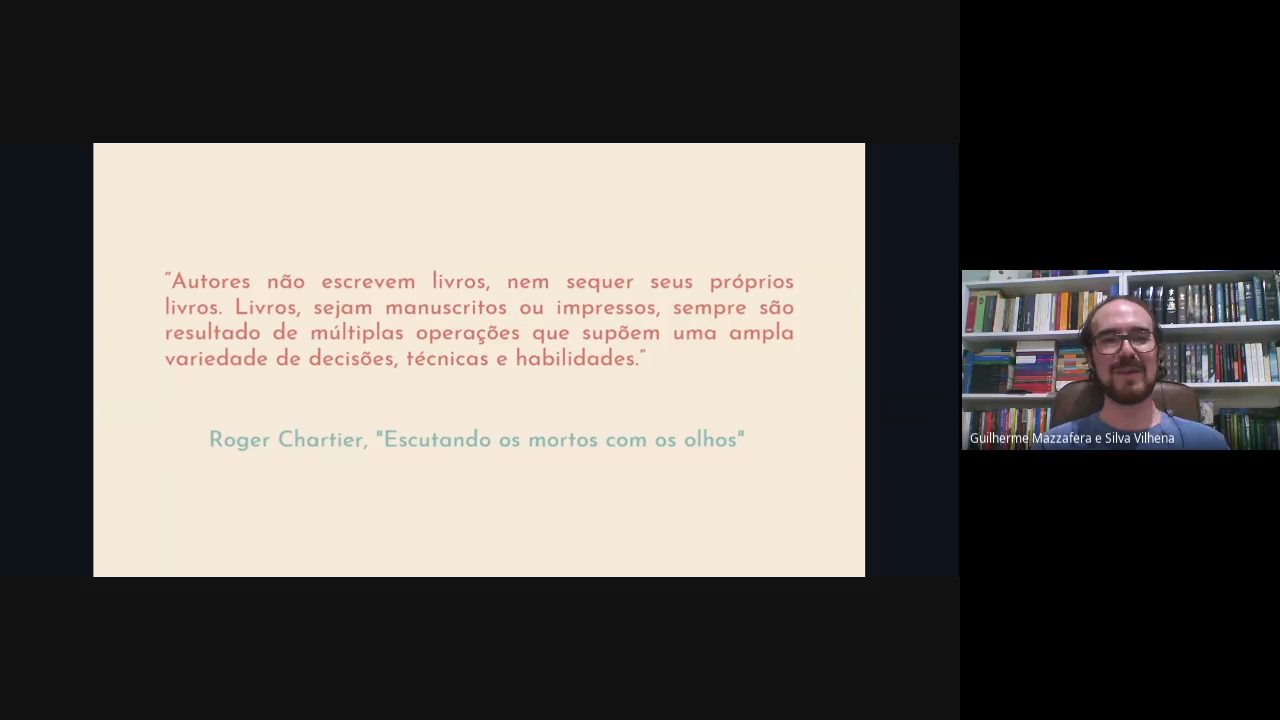 “Autores não escrevem livros, nem sequer seus próprios
livros. Livros, sejam manuscritos ou impressos, sempre são
resultado de múltiplas operações que supõem uma ampla
variedade de decisões, técnicas e habilidades.”
Roger Chartier, "Escutando os mortos com os olhos"
Guilherme Mazzafera e Silva Vilhena